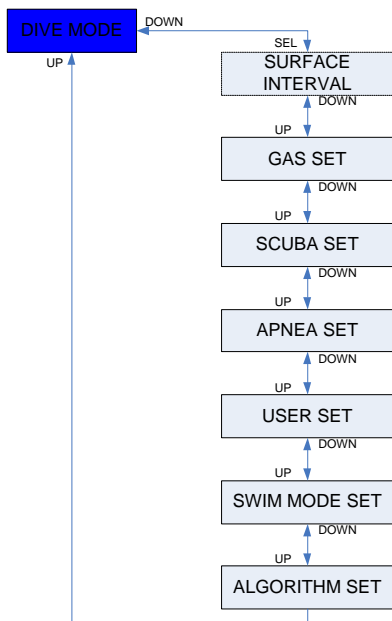 DIVE MODE
DOWN
UP
SEL
SURFACE
INTERVAL
DOWN
UP
GAS SET
DOWN
UP
SCUBA SET
DOWN
UP
APNEA SET
DOWN
UP
USER SET
DOWN
UP
SWIM MODE SET
DOWN
UP
ALGORITHM SET